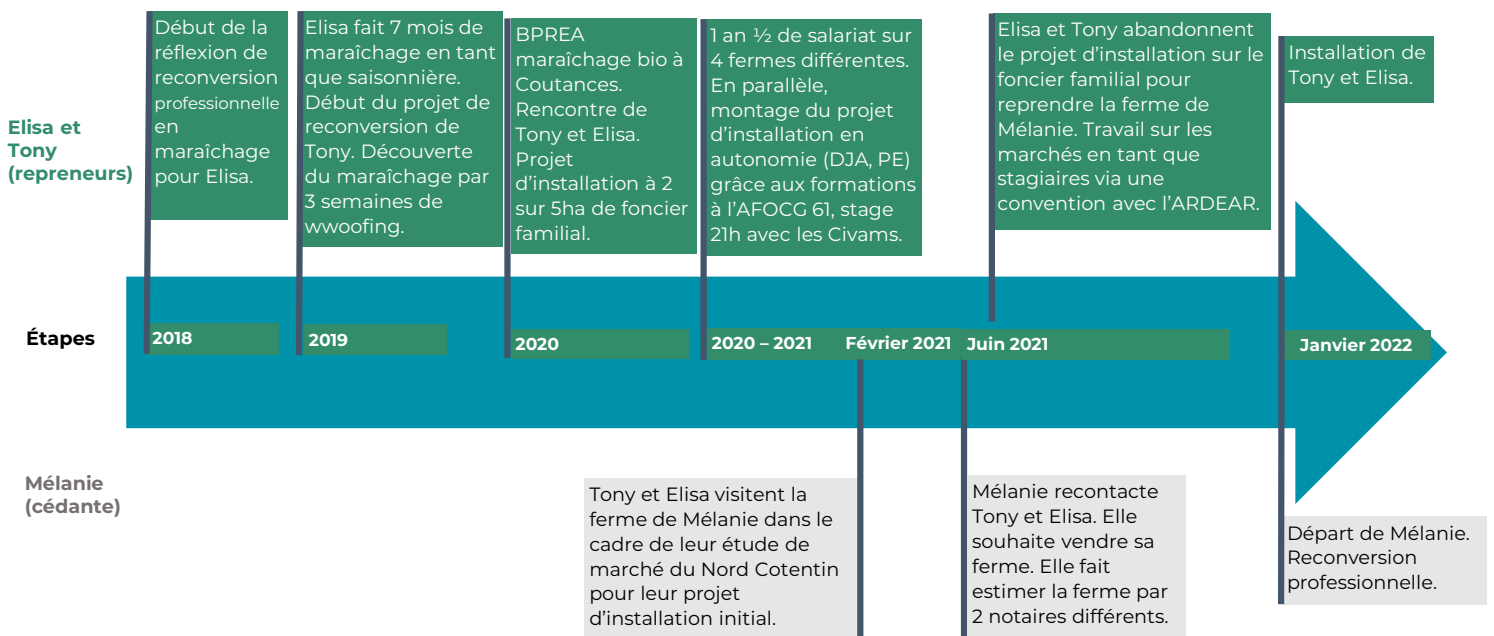 Début de la
réflexion de
reconversion
professionnelle
en
maraîchage
pour Elisa.
Elisa fait 7 mois de
maraîchage en tant
que saisonnière.
Début du projet de
reconversion de
Tony. Découverte
du maraîchage par
3 semaines de
wwoofing.
BPREA
maraîchage bio à
Coutances.
Rencontre de
Tony et Elisa.
Projet
d'installation à 2
sur 5ha de foncier
familial.
1 an ½ de salariat sur
4 fermes différentes.
En parallèle,
montage du projet
d'installation en
autonomie (DJA, PE)
grâce aux formations
à l'AFOCG 61, stage
21h avec les Civams.
Elisa et Tony abandonnent
le projet d'installation sur le
foncier familial pour
reprendre la ferme de
Mélanie. Travail sur les
marchés en tant que
stagiaires via une
convention avec l'ARDEAR.
Installation de
Tony et Elisa.
Elisa et
Tony
(repreneurs)
Étapes
2018
2019
2020
2020 – 2021
Février 2021
Juin 2021
Janvier 2022
Mélanie
(cédante)
Tony et Elisa visitent la
ferme de Mélanie dans le
cadre de leur étude de
marché du Nord Cotentin
pour leur projet
d'installation initial.
Mélanie recontacte
Tony et Elisa. Elle
souhaite vendre sa
ferme. Elle fait
estimer la ferme par
2 notaires différents.
Départ de Mélanie.
Reconversion
professionnelle.